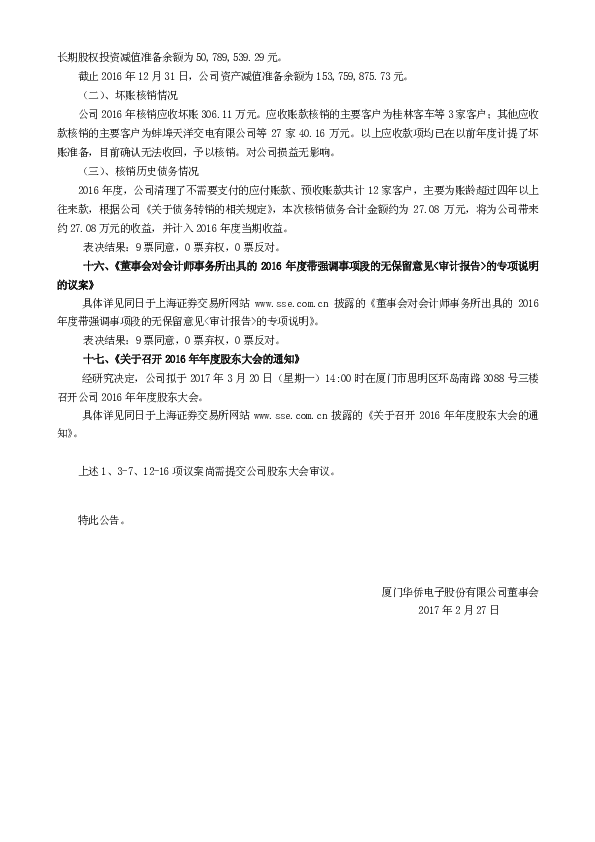 长期股权投资减值准备余额为 50,789,539.29 元。
截止 2016 年 12 月 31 日，公司资产减值准备余额为 153,759,875.73 元。
（二）、坏账核销情况
公司 2016 年核销应收坏账 306.11 万元。应收账款核销的主要客户为桂林客车等 3 家客户；其他应收
款核销的主要客户为蚌埠天洋交电有限公司等 27 家 40.16 万元。以上应收款项均已在以前年度计提了坏
账准备，目前确认无法收回，予以核销。对公司损益无影响。
（三）、核销历史债务情况
2016 年度，公司清理了不需要支付的应付账款、预收账款共计 12 家客户，主要为账龄超过四年以上
往来款，根据公司《关于债务转销的相关规定》，本次核销债务合计金额约为 27.08 万元，将为公司带来
约 27.08 万元的收益，并计入 2016 年度当期收益。
表决结果：9 票同意，0 票弃权，0 票反对。
十六、《董事会对会计师事务所出具的 2016 年度带强调事项段的无保留意见<审计报告>的专项说明
的议案》
具体详见同日于上海证券交易所网站 www.sse.com.cn 披露的《董事会对会计师事务所出具的 2016
年度带强调事项段的无保留意见<审计报告>的专项说明》。
表决结果：9 票同意，0 票弃权，0 票反对。
十七、《关于召开 2016 年年度股东大会的通知》
经研究决定，公司拟于 2017 年 3 月 20 日（星期一）14:00 时在厦门市思明区环岛南路 3088 号三楼
召开公司 2016 年年度股东大会。
具体详见同日于上海证券交易所网站 www.sse.com.cn 披露的《关于召开 2016 年年度股东大会的通
知》。
上述 1、3-7、12-16 项议案尚需提交公司股东大会审议。
特此公告。
厦门华侨电子股份有限公司董事会
2017 年 2 月 27 日